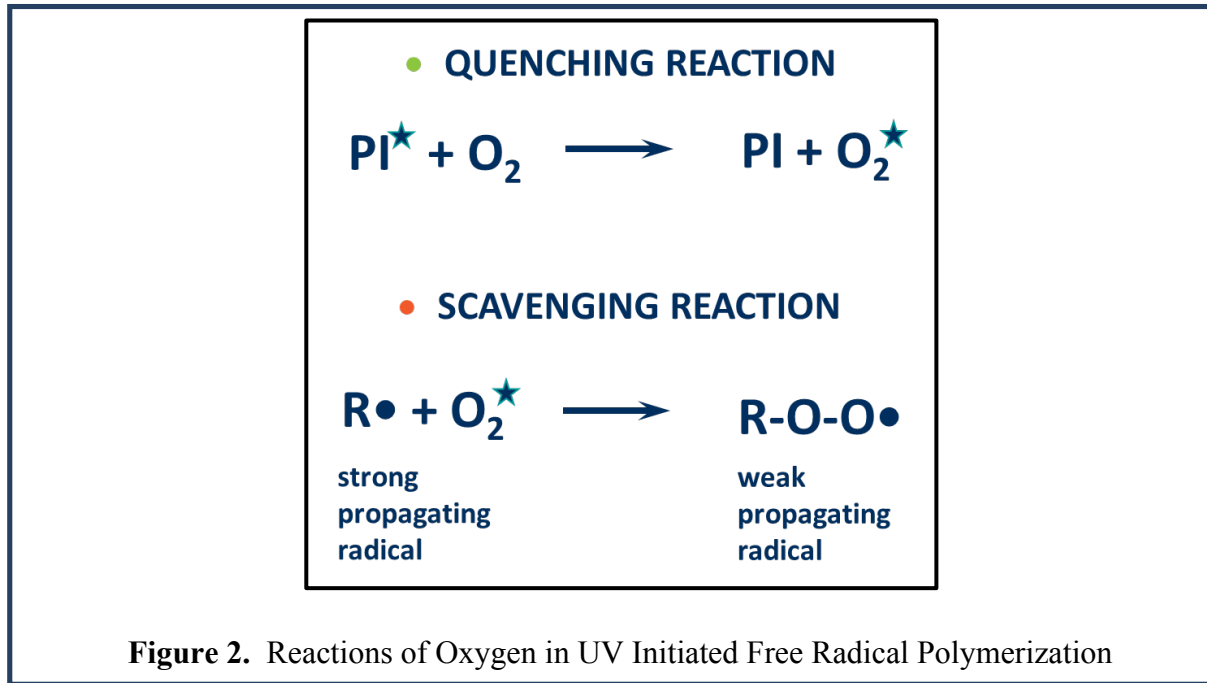 • QUENCHING REACTION
PI★ + O₂ → PI + O₂★
• SCAVENGING REACTION
R• + O₂★ → R-O-O•
strong propagating radical
weak propagating radical
Figure 2. Reactions of Oxygen in UV Initiated Free Radical Polymerization